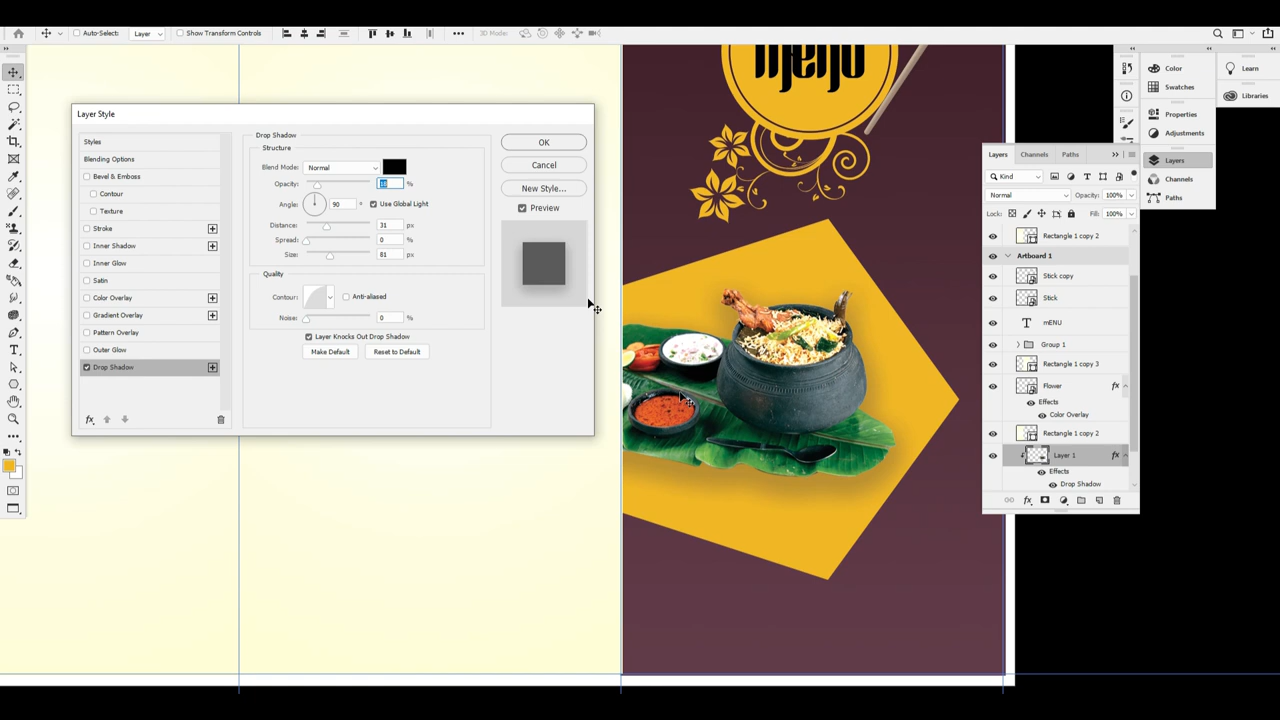 Auto-Select: Layer Show Transform Controls 3D Mode:
menu
Layer Style
Styles
Blending Options
Bevel & Emboss
Contour
Texture
Stroke
Inner Shadow
Inner Glow
Satin
Color Overlay
Gradient Overlay
Pattern Overlay
Outer Glow
Drop Shadow
fx
Drop Shadow
Structure
Blend Mode: Normal
Opacity: %
Angle: 90 ° Use Global Light
Distance: 31 px
Spread: 0 %
Size: 81 px
Quality
Contour: Anti-aliased
Noise: 0 %
Layer Knocks Out Drop Shadow
Make Default Reset to Default
OK
Cancel
New Style...
Preview
Color
Swatches
Properties
Adjustments
Layers
Channels
Paths
Learn
Libraries
Layers Channels Paths
Kind
Normal Opacity: 100%
Lock: Fill: 100%
Rectangle 1 copy 2
Artboard 1
Stick copy
Stick
T mENU
Group 1
Rectangle 1 copy 3
Flower fx
Effects
Color Overlay
Rectangle 1 copy 2
Layer 1 fx
Effects
Drop Shadow
fx